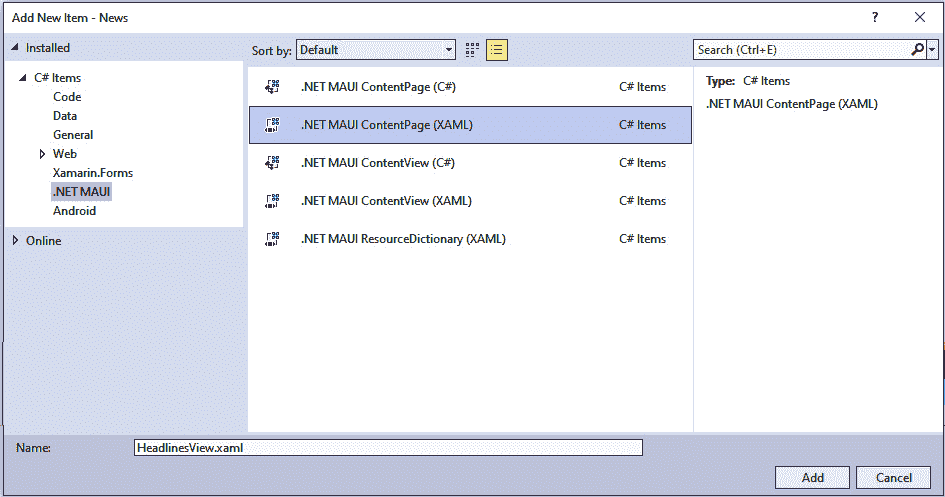 Add New Item - News
?
Installed
Sort by: Default
Search (Ctrl+E)
C# Items
Code
Data
General
Web
Xamarin.Forms
.NET MAUI
Android
Online
.NET MAUI ContentPage (C#) C# Items
.NET MAUI ContentPage (XAML) C# Items
.NET MAUI ContentView (C#) C# Items
.NET MAUI ContentView (XAML) C# Items
.NET MAUI ResourceDictionary (XAML) C# Items
Type: C# Items
.NET MAUI ContentPage (XAML)
Name: HeadlinesView.xaml
Add Cancel